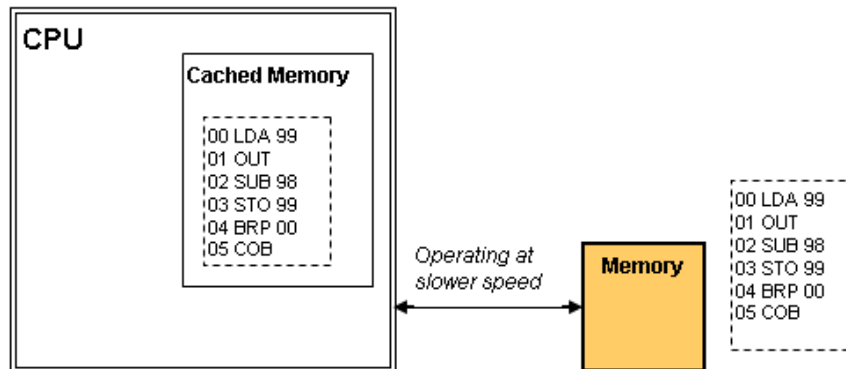 CPU
Cached Memory
00 LDA 99
01 OUT
02 SUB 98
03 STO 99
04 BRP 00
05 COB
Operating at
slower speed
Memory
00 LDA 99
01 OUT
02 SUB 98
03 STO 99
04 BRP 00
05 COB